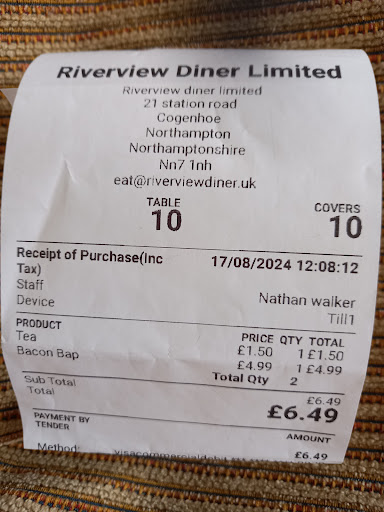 Riverview Diner Limited
Riverview diner limited
21 station road
Cogenhoe
Northampton
Northamptonshire
Nn7 1nh
eat@riverviewdiner.uk
TABLE COVERS
10 10
Receipt of Purchase(Inc Tax) 17/08/2024 12:08:12
Staff Nathan walker
Device Till1
PRODUCT PRICE QTY TOTAL
Tea £1.50 1 £1.50
Bacon Bap £4.99 1 £4.99
Total Qty 2
Sub Total £6.49
Total £6.49
PAYMENT BY TENDER AMOUNT
Method: £6.49